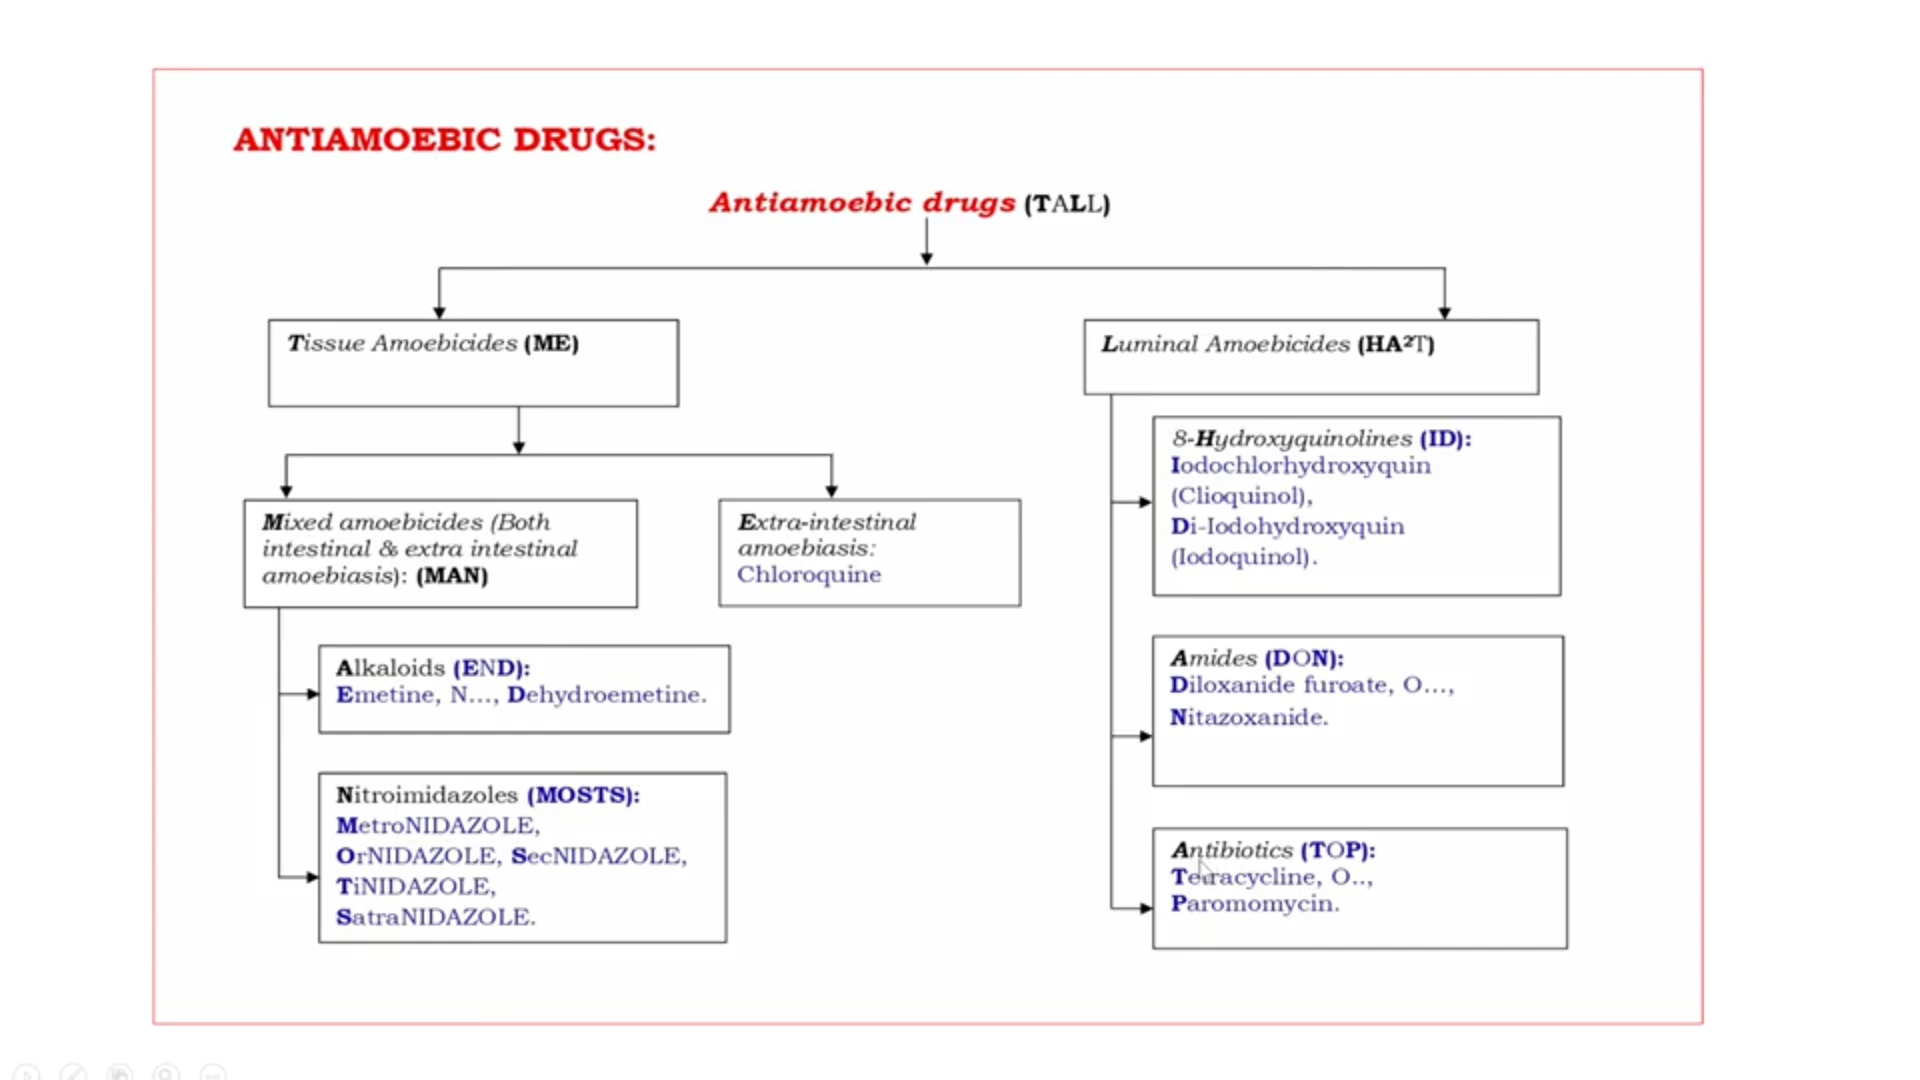 ANTIAMOEBIC DRUGS:
Antiamoebic drugs (TALL)
Tissue Amoebicides (ME)
Luminal Amoebicides (HA²T)
Mixed amoebicides (Both
intestinal & extra intestinal
amoebiasis): (MAN)
Extra-intestinal
amoebiasis:
Chloroquine
Alkaloids (END):
Emetine, N..., Dehydroemetine.
Nitroimidazoles (MOSTS):
MetroNIDAZOLE,
OrNIDAZOLE, SecNIDAZOLE,
TiNIDAZOLE,
SatraNIDAZOLE.
8-Hydroxyquinolines (ID):
Iodochlorhydroxyquin
(Clioquinol),
Di-Iodohydroxyquin
(Iodoquinol).
Amides (DON):
Diloxanide furoate, O...,
Nitazoxanide.
Antibiotics (TOP):
Tetracycline, O..,
Paromomycin.